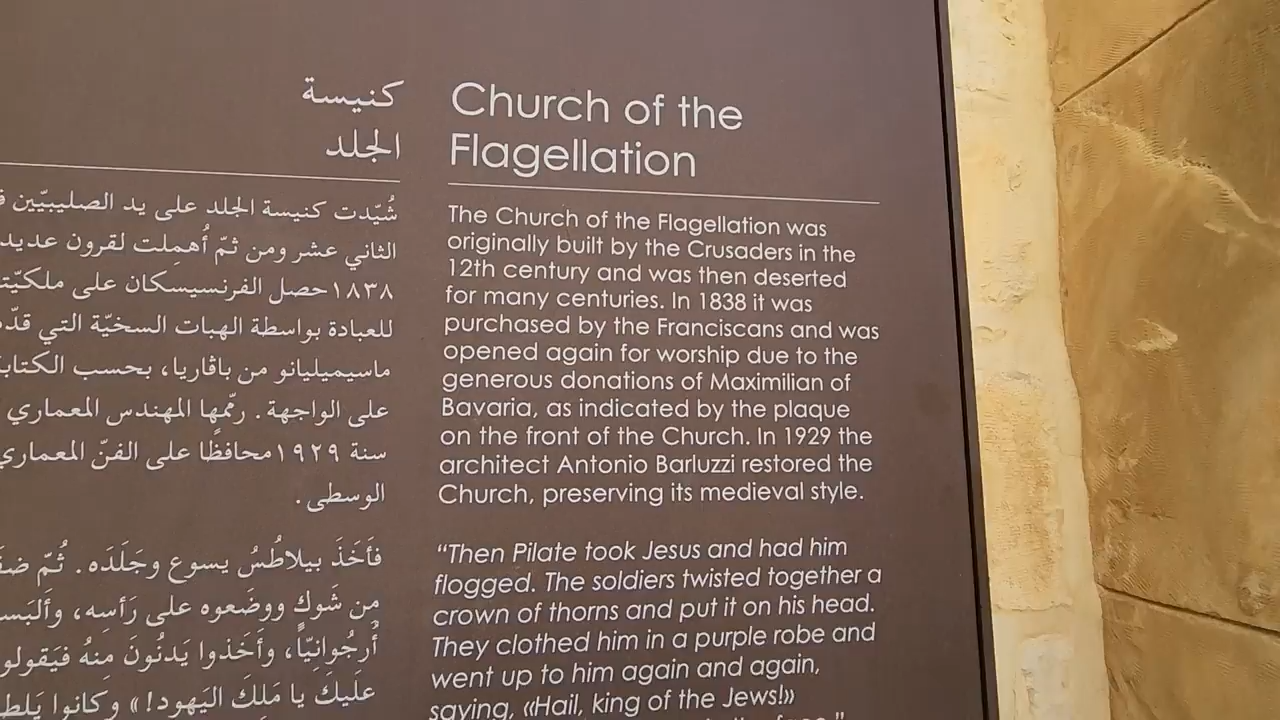 كنيسة
الجلد
شُيّدت كنيسة الجلد على يد الصليبيّين
الثاني عشر ومن ثمّ أُهمِلت لقرون عديد
١٨٣٨حصل الفرنسيسكان على ملكيّت
للعبادة بواسطة الهبات السخيّة التي قدّ
ماسيميليانو من باڤاريا، بحسب الكتاب
على الواجهة. رمّمها المهندس المعماري
سنة ١٩٢٩محافظًا على الفنّ المعماري
الوسطى.
فأَخَذَ بيلاطُسُ يسوع وجَلَدَه. ثُمّ ضف
مِن شَوكٍ ووضَعوه على رَأسِه، وأَلبَس
أُرجُوانِيًّا، وأَخَذوا يَدنُونَ مِنهُ فيَقولو
علَيكَ يا مَلِكَ اليَهود!» وكانوا يَلط
Church of the
Flagellation
The Church of the Flagellation was
originally built by the Crusaders in the
12th century and was then deserted
for many centuries. In 1838 it was
purchased by the Franciscans and was
opened again for worship due to the
generous donations of Maximilian of
Bavaria, as indicated by the plaque
on the front of the Church. In 1929 the
architect Antonio Barluzzi restored the
Church, preserving its medieval style.
“Then Pilate took Jesus and had him
flogged. The soldiers twisted together a
crown of thorns and put it on his head.
They clothed him in a purple robe and
went up to him again and again,
saying, «Hail, king of the Jews!»